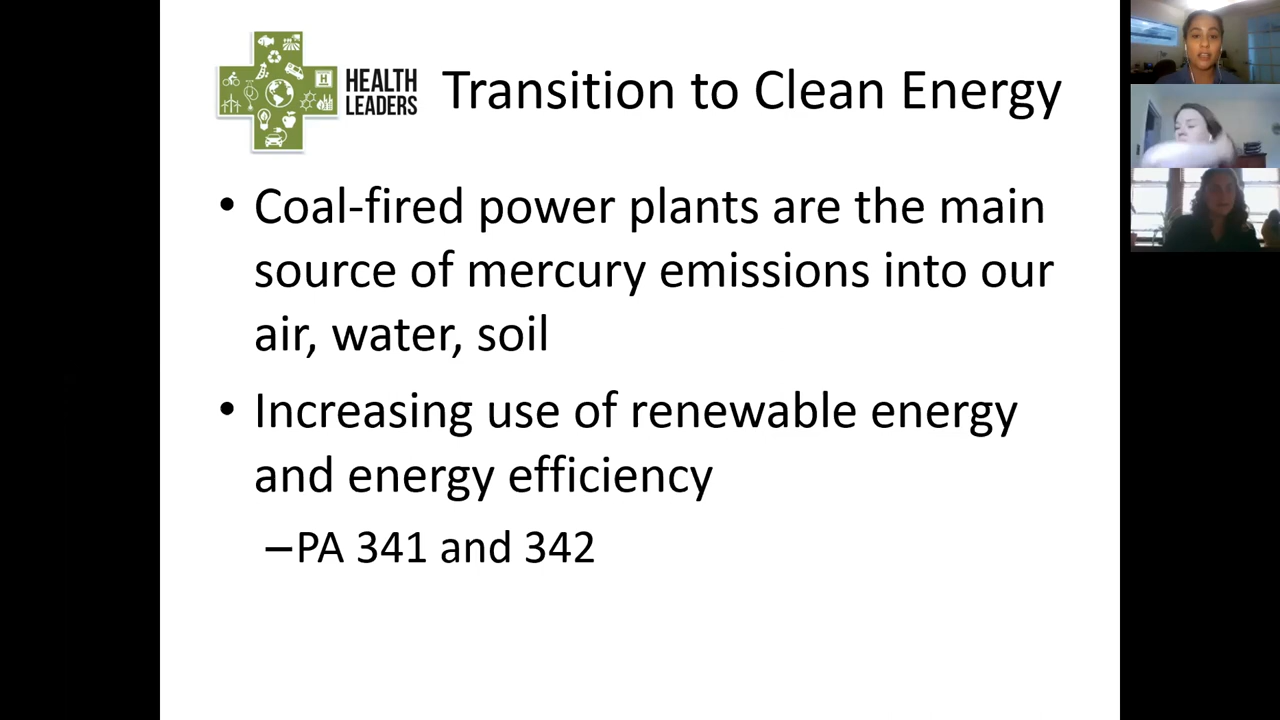 HEALTH
LEADERS
Transition to Clean Energy
• Coal-fired power plants are the main
source of mercury emissions into our
air, water, soil
• Increasing use of renewable energy
and energy efficiency
–PA 341 and 342